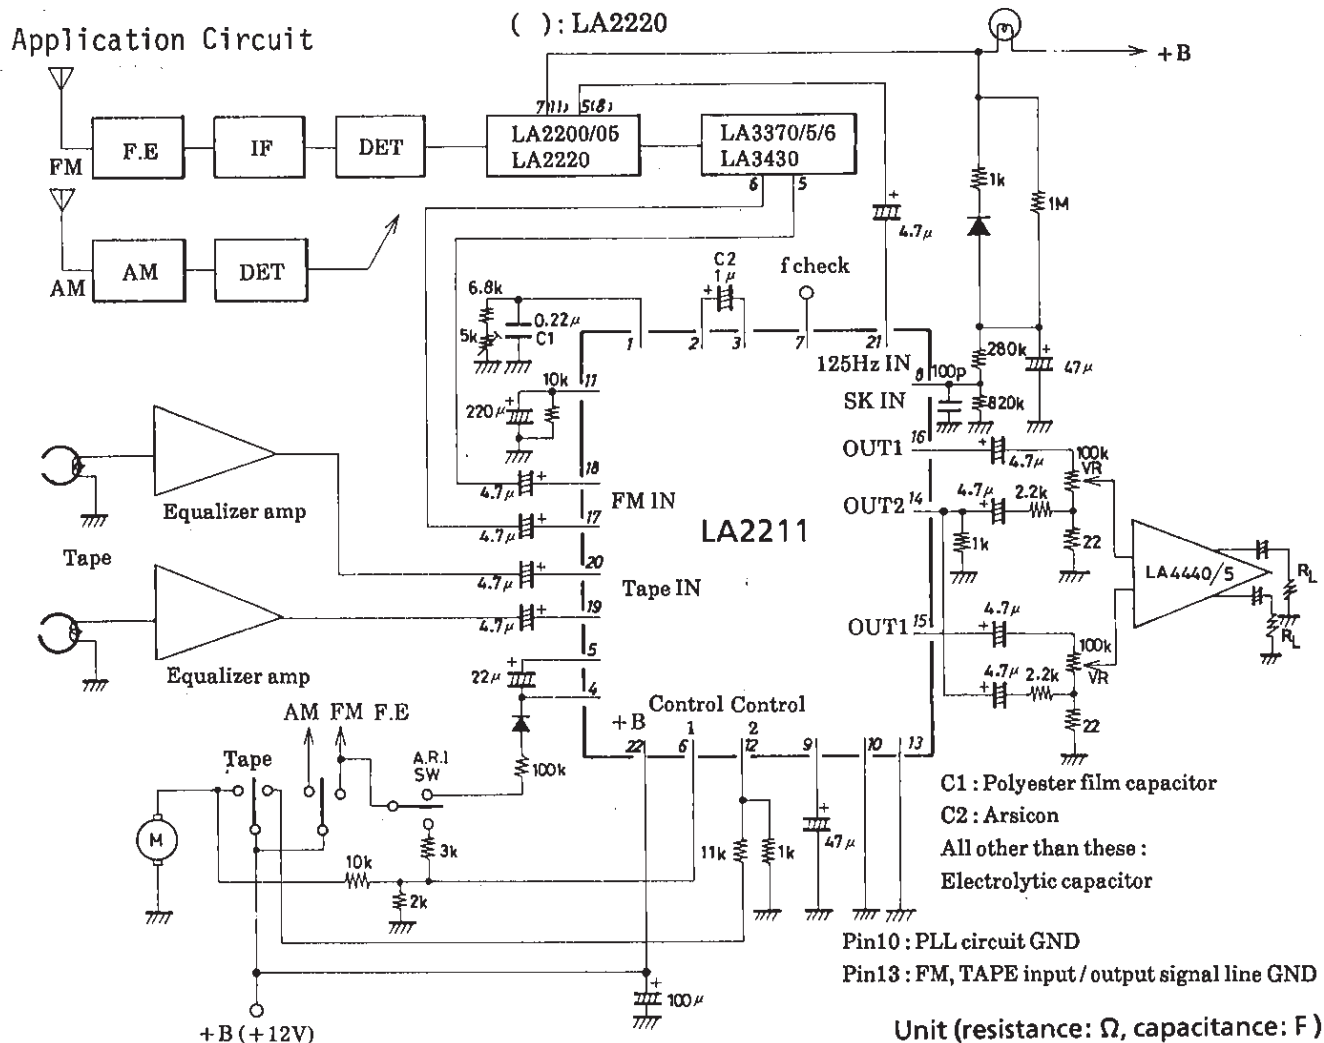 Application Circuit
( ): LA2220
+B
7(1) 5(8)
FM
F.E
IF
DET
LA2200/05
LA2220
LA3370/5/6
LA3430
6
5
AM
AM
DET
4.7μ
+
1k
1M
C2
1μ
+
f check
6.8k
5k
0.22μ
C1
1
2
3
7
21
125Hz IN
280k
+
47μ
8
100p
SK IN
820k
10k
11
220μ
+
16
OUT1
+
4.7μ
100k
VR
18
4.7μ
+
FM IN
17
4.7μ
+
14
OUT2
4.7μ
+
2.2k
1k
22
LA2211
Equalizer amp
Tape
20
4.7μ
+
Tape IN
19
4.7μ
+
LA4440/5
RL
RL
15
OUT1
4.7μ
+
100k
VR
4.7μ
+
2.2k
22
Equalizer amp
5
+
22μ
4
+B
Control Control
1
2
22
6
12
9
10
13
AM FM F.E
A.R.I
SW
100k
Tape
M
3k
10k
2k
11k
1k
+
47μ
C1 : Polyester film capacitor
C2 : Arsicon
All other than these :
Electrolytic capacitor
Pin10 : PLL circuit GND
Pin13 : FM, TAPE input / output signal line GND
+
100μ
+B (+12V)
Unit (resistance: Ω, capacitance: F )